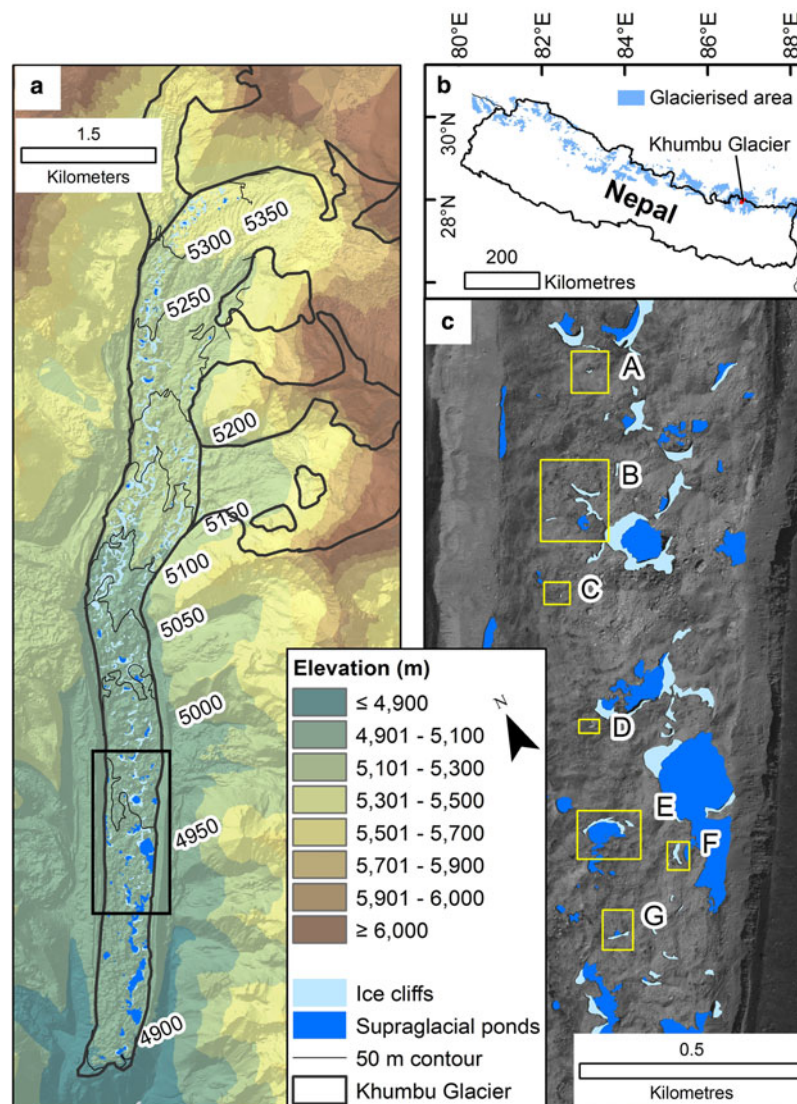 a
1.5
Kilometers
5350
5300
5250
5200
5150
5100
5050
5000
4950
4900
80°E
82°E
84°E
86°E
88°E
b
30°N
28°N
Glacierised area
Khumbu Glacier
Nepal
200
Kilometres
c
A
B
C
D
E
F
G
0.5
Kilometres
Elevation (m)
N
≤ 4,900
4,901 - 5,100
5,101 - 5,300
5,301 - 5,500
5,501 - 5,700
5,701 - 5,900
5,901 - 6,000
≥ 6,000
Ice cliffs
Supraglacial ponds
50 m contour
Khumbu Glacier